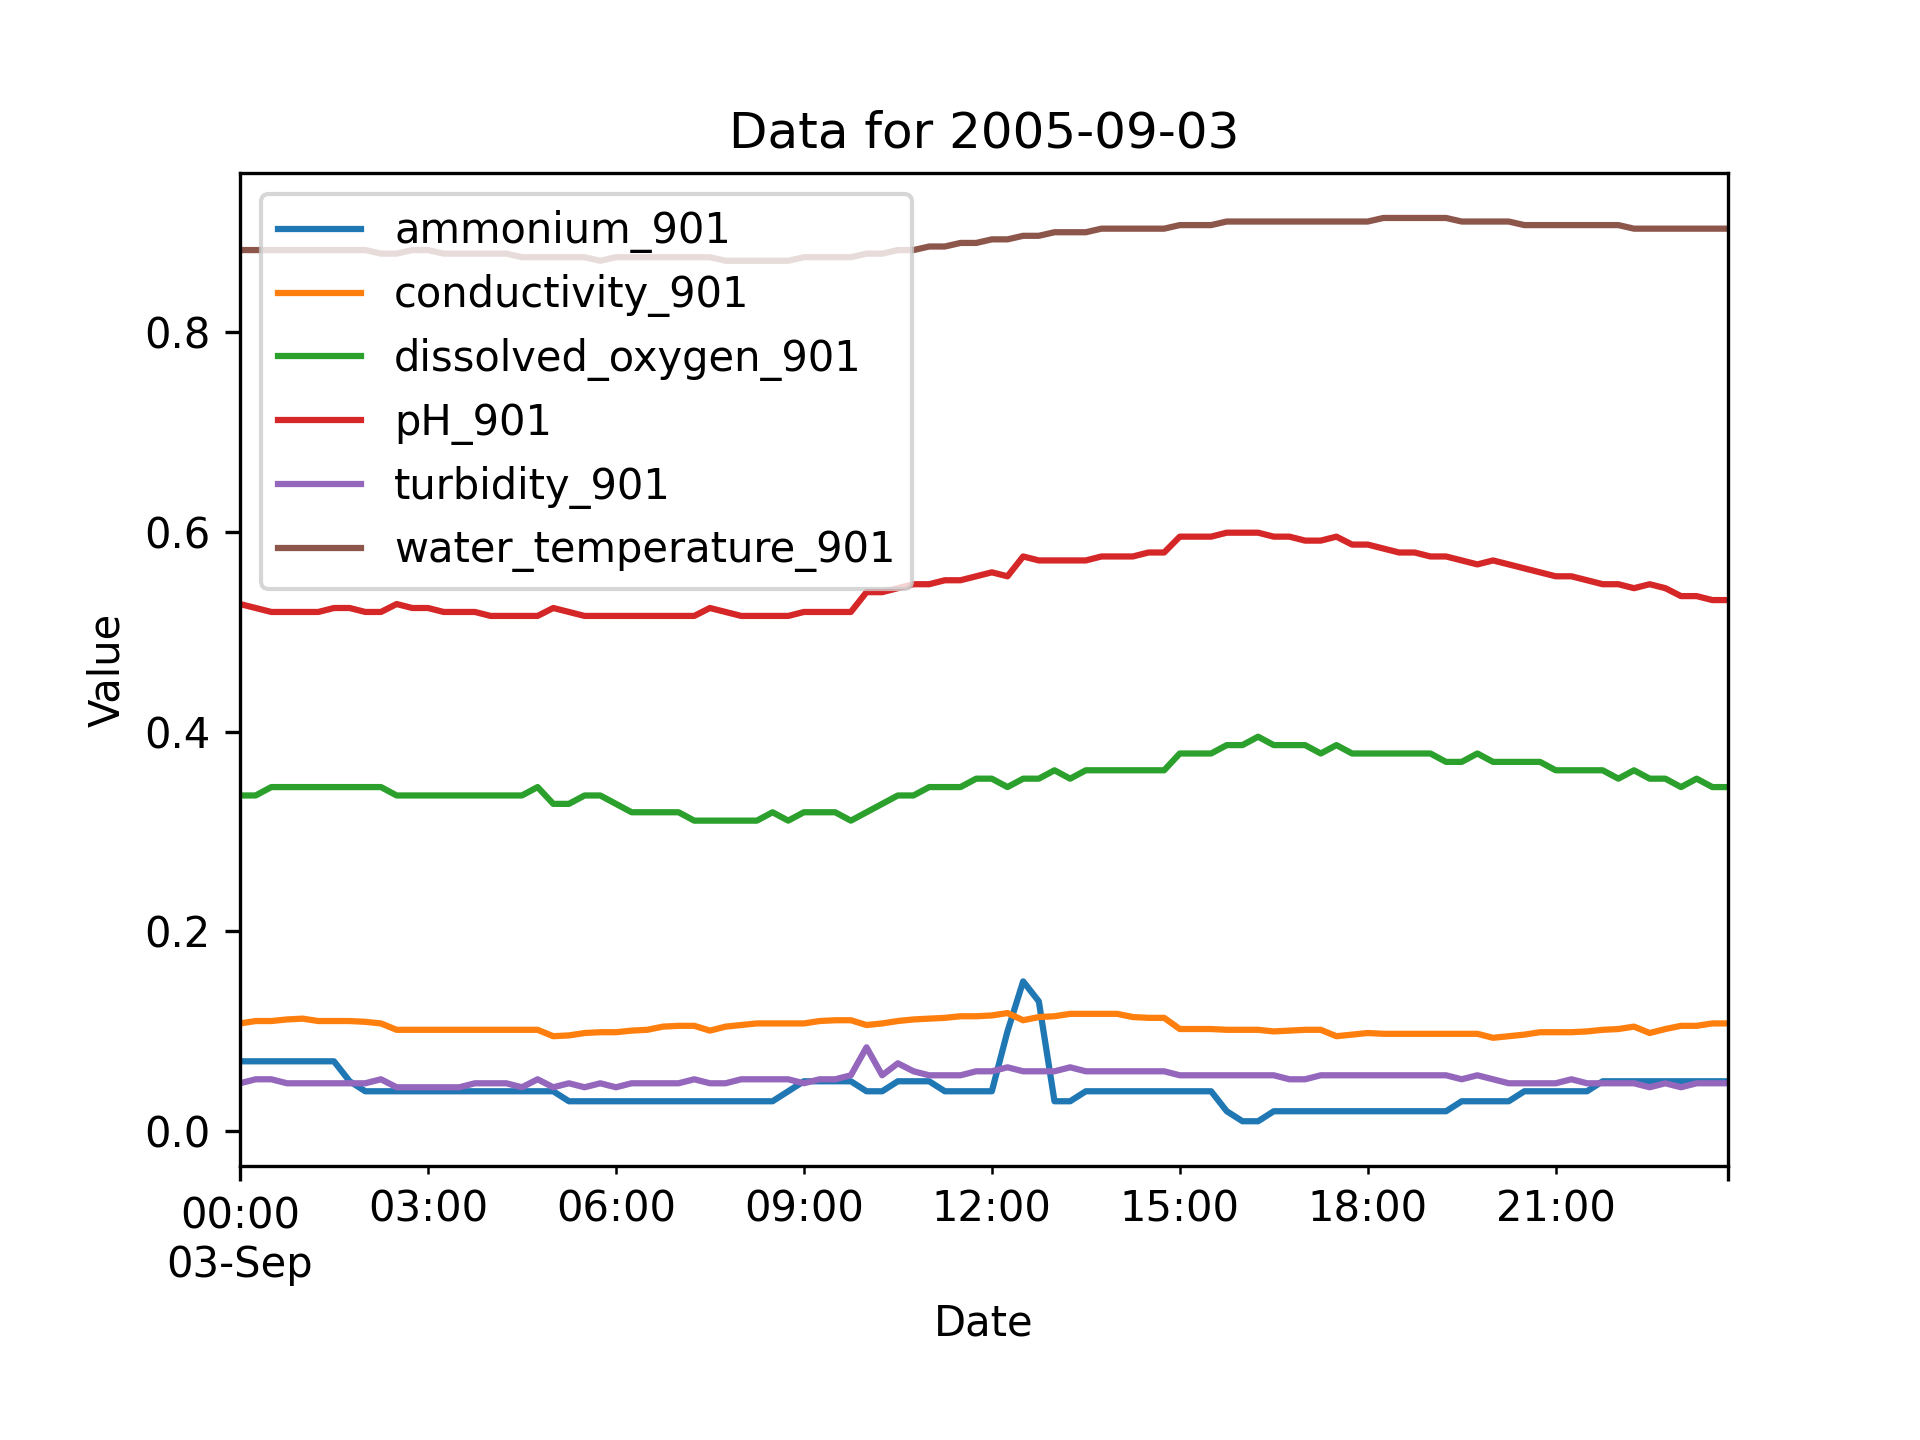 Data for 2005-09-03
ammonium_901
conductivity_901
dissolved_oxygen_901
pH_901
turbidity_901
water_temperature_901
Value
0.8
0.6
0.4
0.2
0.0
00:00 03:00 06:00 09:00 12:00 15:00 18:00 21:00
03-Sep
Date